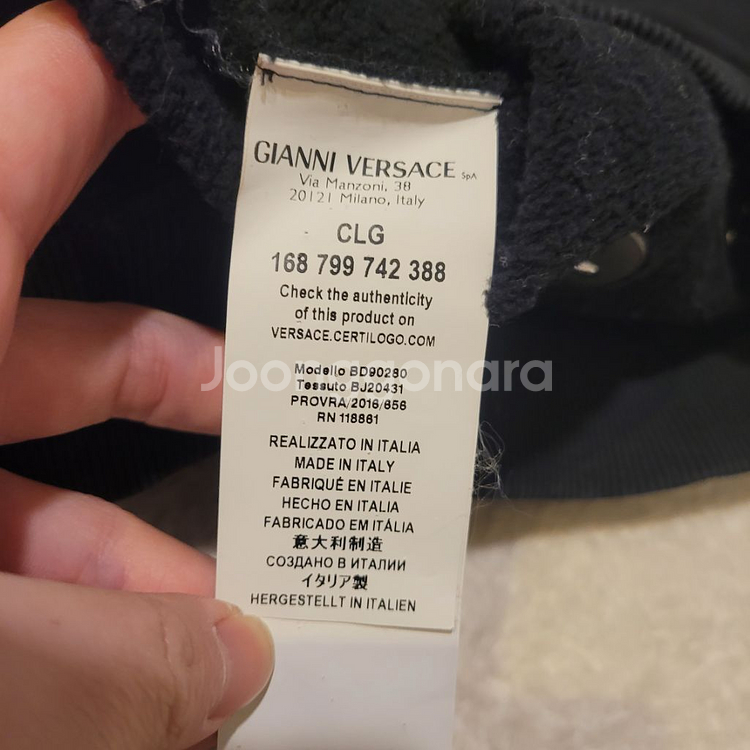 GIANNI VERSACE SpA
Via Manzoni, 38
20121 Milano, Italy
CLG
168 799 742 388
Check the authenticity
of this product on
VERSACE.CERTILOGO.COM
Modello BD90280
Joonggonara
Tessuto BJ20431
PROVRA/2016/656
RN 118861
REALIZZATO IN ITALIA
MADE IN ITALY
FABRIQUÉ EN ITALIE
HECHO EN ITALIA
FABRICADO EM ITÁLIA
意大利制造
СОЗДАНО В ИТАЛИИ
イタリア製
HERGESTELLT IN ITALIEN